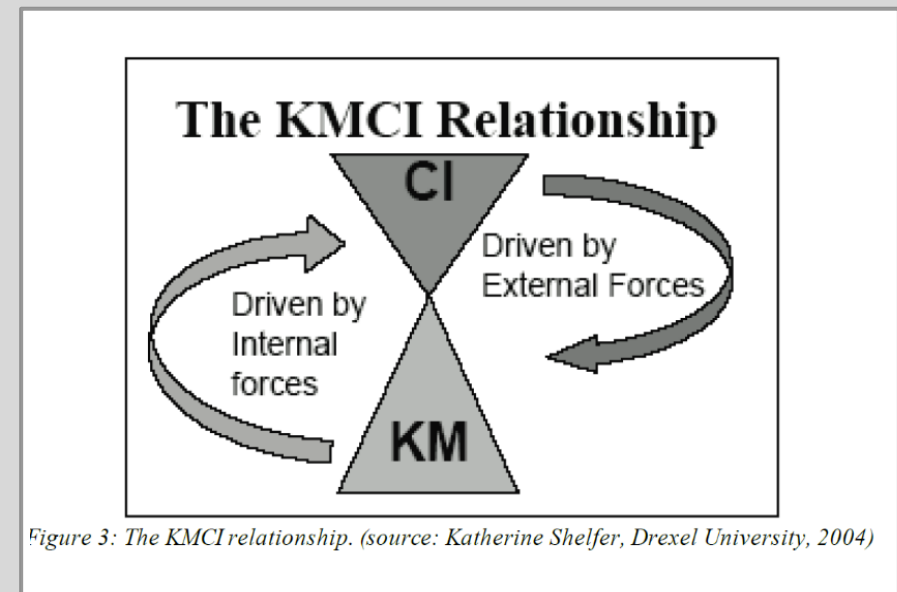 The KMCI Relationship
CI
Driven by
External Forces
Driven by
Internal
forces
KM
Figure 3: The KMCI relationship. (source: Katherine Shelfer, Drexel University, 2004)